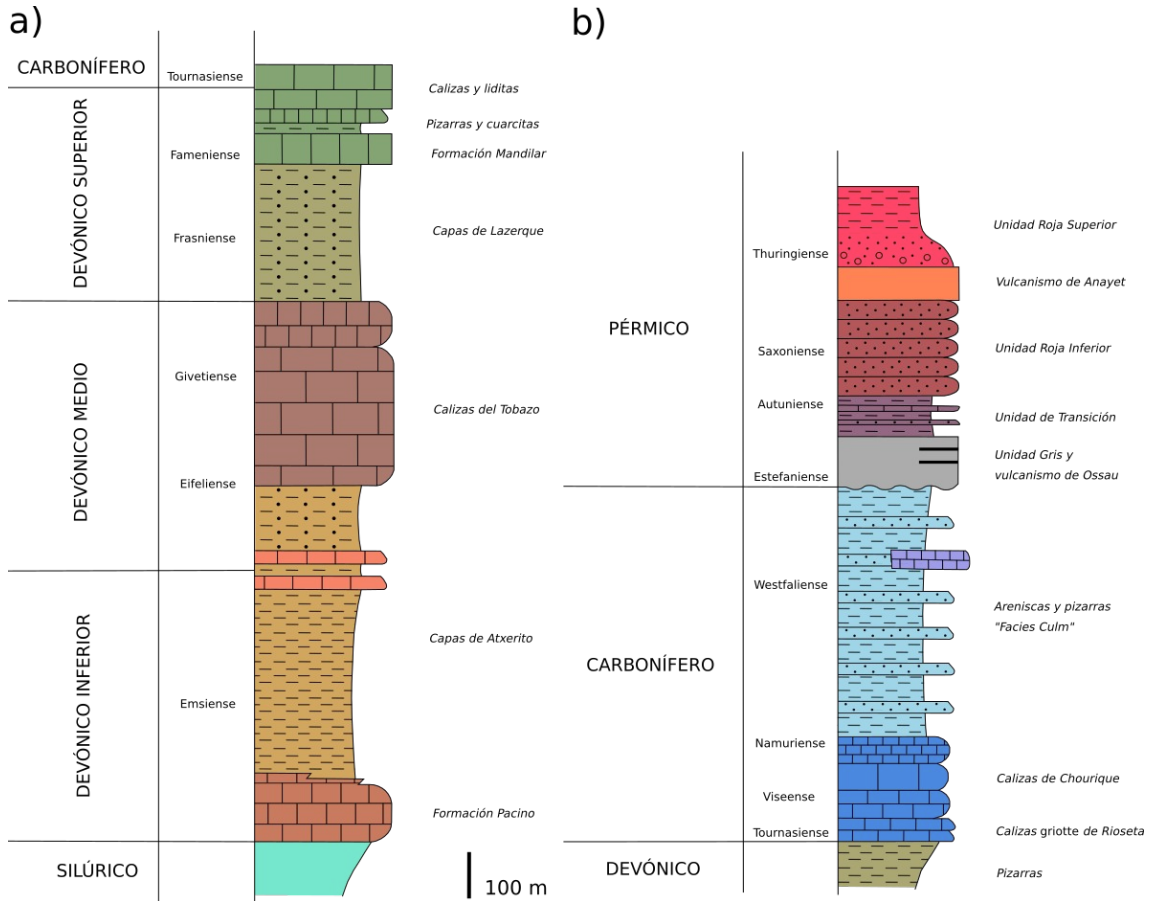 a)
CARBONÍFERO
Tournasiense
Calizas y liditas
Pizarras y cuarcitas
DEVÓNICO SUPERIOR
Fameniense
Formación Mandilar
Frasniense
Capas de Lazerque
DEVÓNICO MEDIO
Givetiense
Calizas del Tobazo
Eifeliense
DEVÓNICO INFERIOR
Capas de Atxerito
Emsiense
Formación Pacino
SILÚRICO
100 m
b)
PÉRMICO
Thuringiense
Unidad Roja Superior
Vulcanismo de Anayet
Saxoniense
Unidad Roja Inferior
Autuniense
Unidad de Transición
Estefaniense
Unidad Gris y
vulcanismo de Ossau
CARBONÍFERO
Westfaliense
Areniscas y pizarras
"Facies Culm"
Namuriense
Calizas de Chourique
Viseense
Tournasiense
Calizas griotte de Rioseta
DEVÓNICO
Pizarras